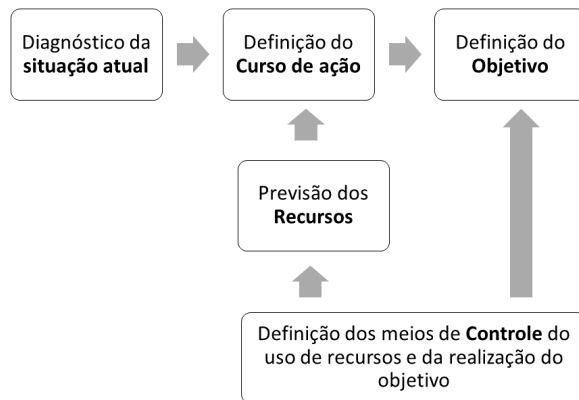 Diagnóstico da
situação atual
Definição do
Curso de ação
Definição do
Objetivo
Previsão dos
Recursos
Definição dos meios de Controle do
uso de recursos e da realização do
objetivo